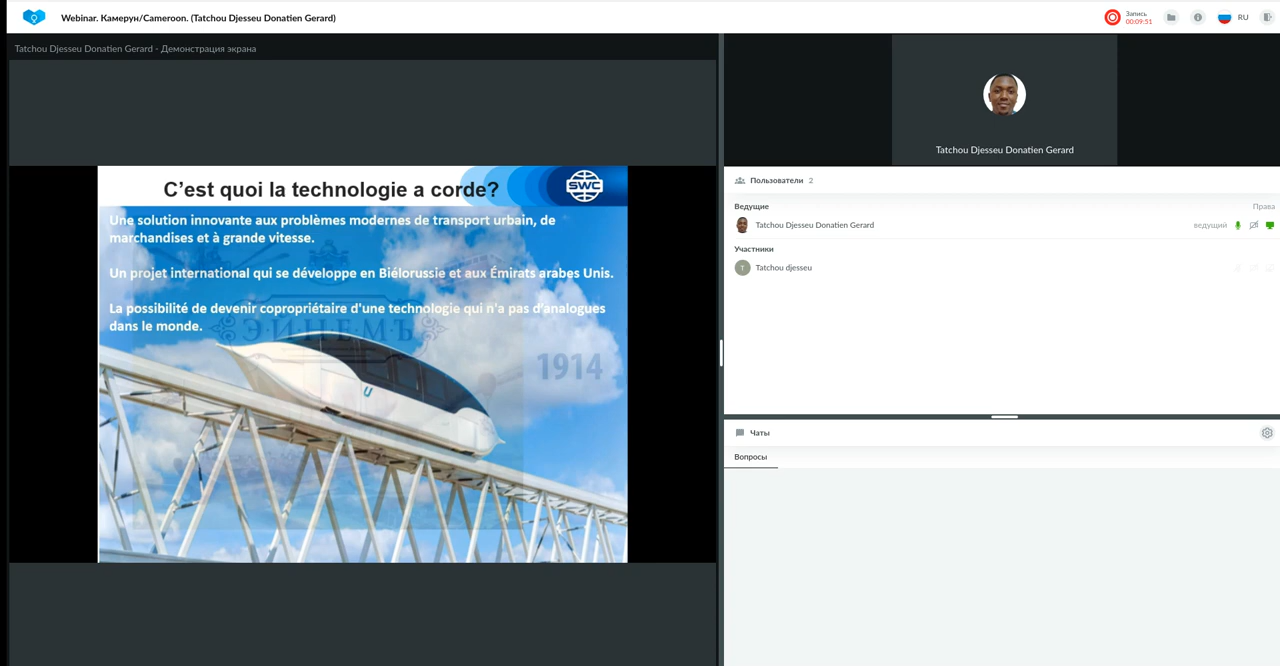 Webinar. Камерун/Cameroon. (Tatchou Djesseu Donatien Gerard)
Запись
00:09:51
RU
Tatchou Djesseu Donatien Gerard - Демонстрация экрана
C'est quoi la technologie a corde?
SWC
Une solution innovante aux problèmes modernes de transport urbain, de
marchandises et à grande vitesse.
Un projet international qui se développe en Biélorussie et aux Émirats arabes Unis.
La possibilité de devenir copropriétaire d'une technologie qui n'a pas d'analogues
dans le monde.
ЭЙНЕМЪ
1914
U
Tatchou Djesseu Donatien Gerard
Пользователи 2
Ведущие Права
Tatchou Djesseu Donatien Gerard ведущий
Участники
T Tatchou djesseu
Чаты
Вопросы